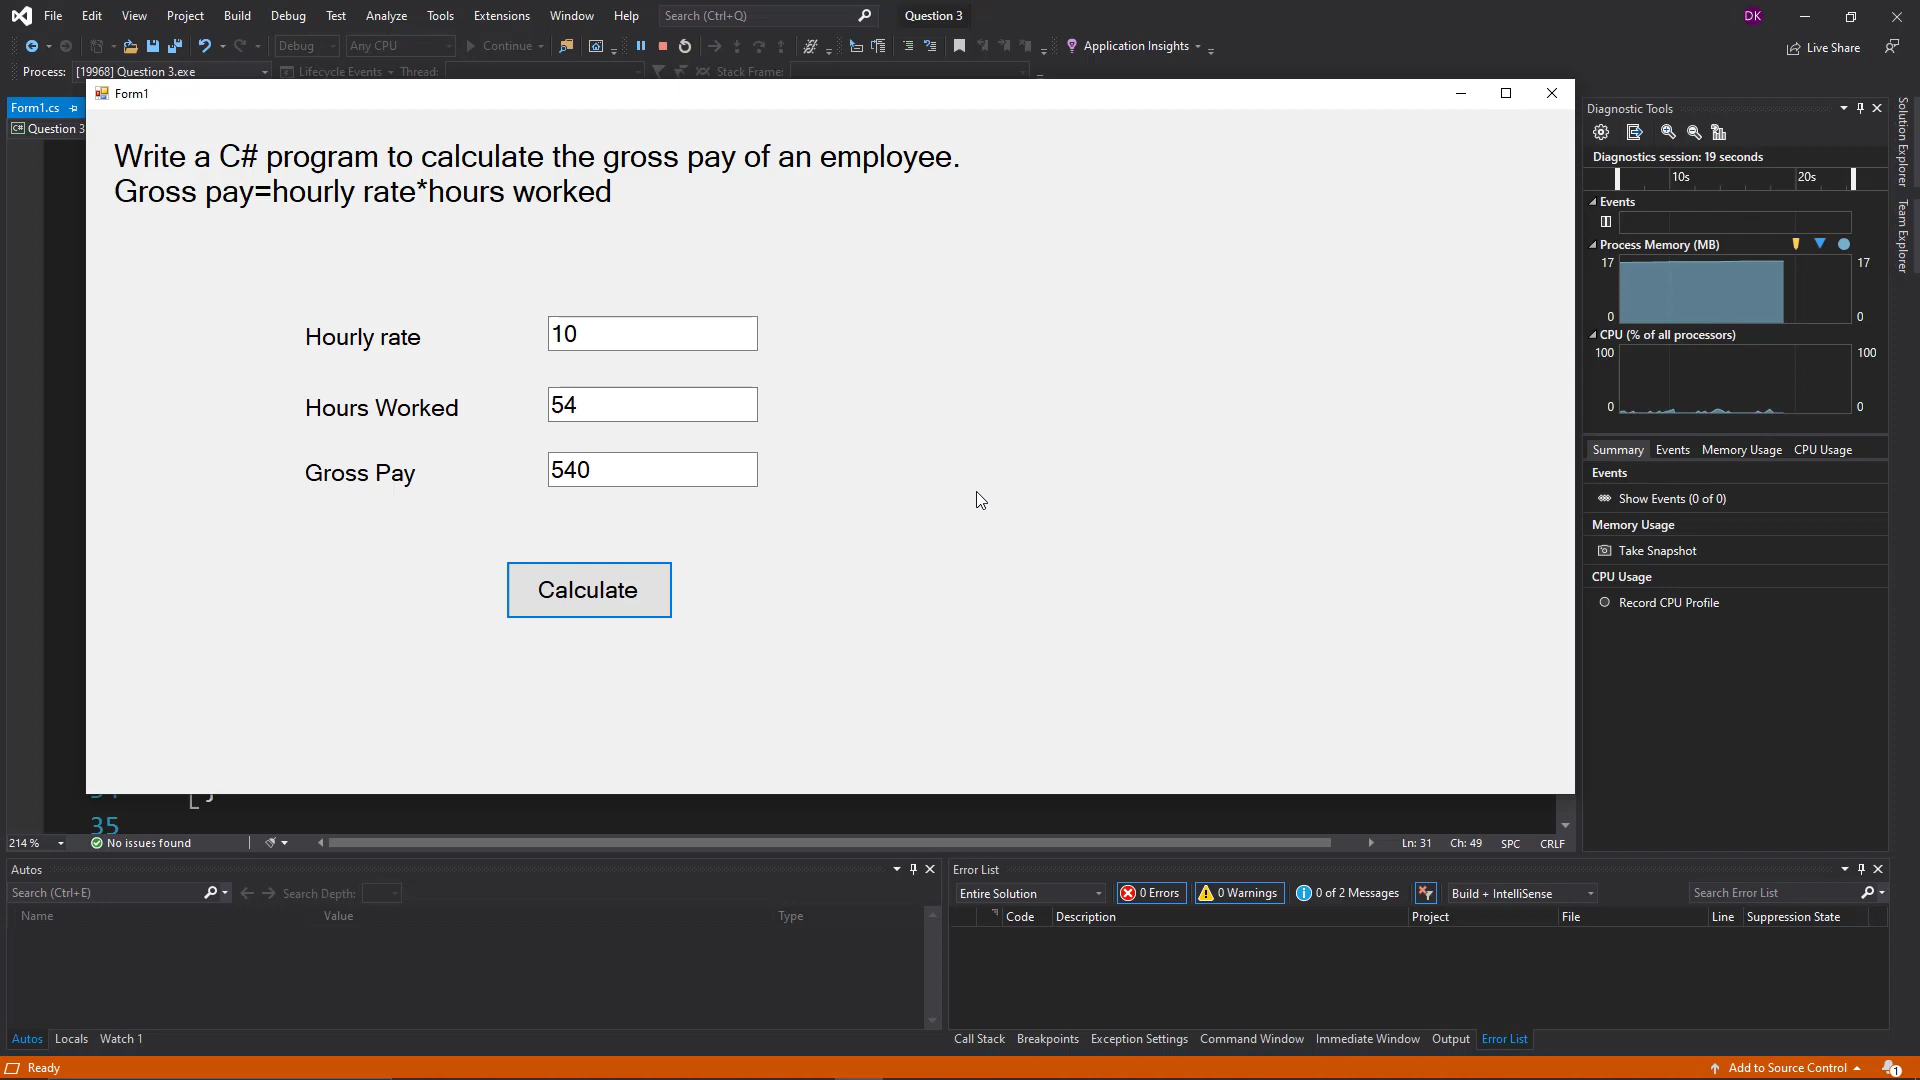 File Edit View Project Build Debug Test Analyze Tools Extensions Window Help Search (Ctrl+Q) Question 3 DK
Debug Any CPU Continue Application Insights Live Share
Process: [19968] Question 3.exe Lifecycle Events Thread: Stack Frame:
Form1.cs
C# Question 3
Form1
Write a C# program to calculate the gross pay of an employee.
Gross pay=hourly rate*hours worked
Hourly rate 10
Hours Worked 54
Gross Pay 540
Calculate
35
214 % No issues found Ln: 31 Ch: 49 SPC CRLF
Diagnostic Tools
Diagnostics session: 19 seconds
10s 20s
Events
Process Memory (MB)
17 17
0 0
CPU (% of all processors)
100 100
0 0
Summary Events Memory Usage CPU Usage
Events
Show Events (0 of 0)
Memory Usage
Take Snapshot
CPU Usage
Record CPU Profile
Solution Explorer
Team Explorer
Autos
Search (Ctrl+E) Search Depth:
Name Value Type
Autos Locals Watch 1
Error List
Entire Solution 0 Errors 0 Warnings 0 of 2 Messages Build + IntelliSense Search Error List
Code Description Project File Line Suppression State
Call Stack Breakpoints Exception Settings Command Window Immediate Window Output Error List
Ready Add to Source Control 1